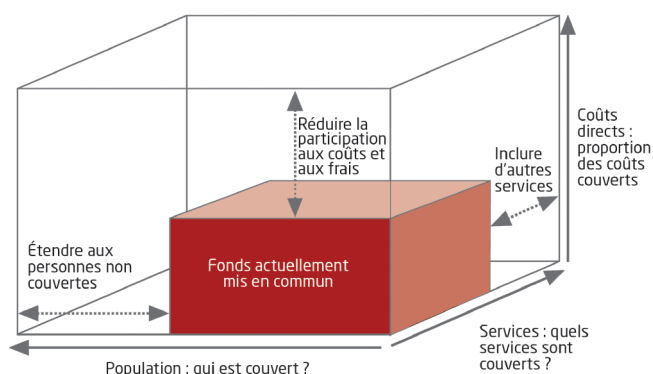 Réduire la
participation
aux coûts et
aux frais
Coûts
directs :
proportion
des coûts
couverts
Inclure
d'autres
services
Étendre aux
personnes non
couvertes
Fonds actuellement
mis en commun
Services : quels
services sont
couverts ?
Population : qui est couvert ?